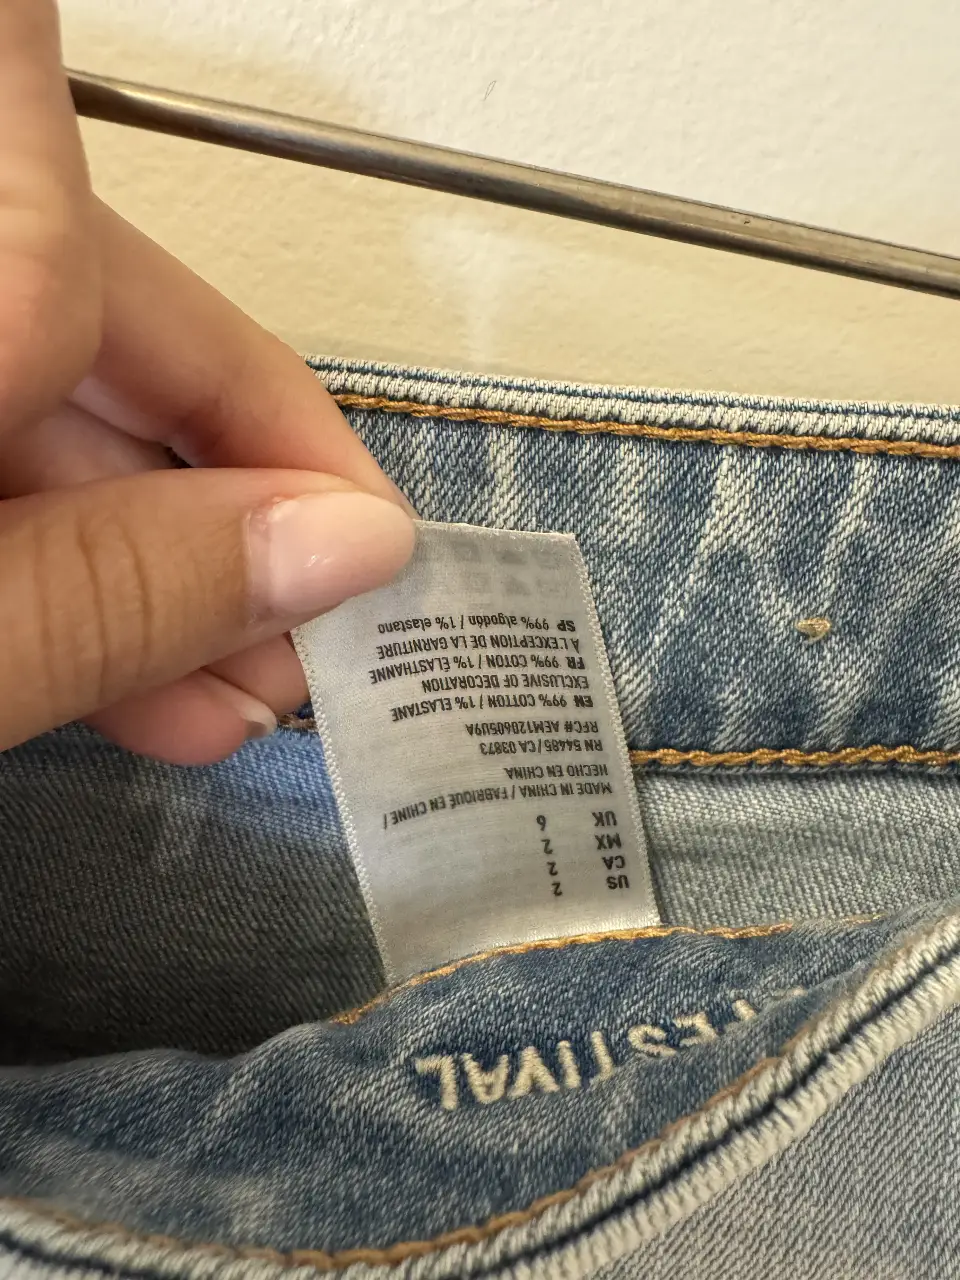 FESTIVAL
US 2
CA 2
MX 2
UK 6
MADE IN CHINA / FABRIQUÉ EN CHINE /
HECHO EN CHINA
RN 54485 / CA 03873
RFC# AEM1206605U9A
EN 99% COTTON / 1% ELASTANE
EXCLUSIVE OF DECORATION
FR 99% COTON / 1% ELASTHANNE
À L'EXCEPTION DE LA GARNITURE
SP 99% algodón / 1% elastano